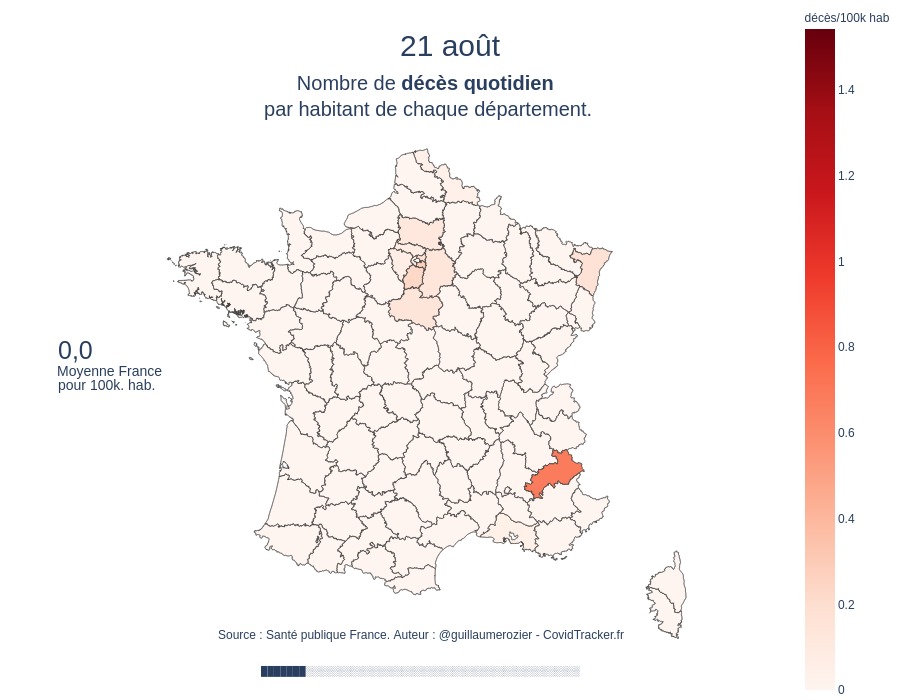 décès/100k hab
21 août
Nombre de décès quotidien
par habitant de chaque département.
1.4
1.2
1
0.8
0.6
0.4
0.2
0
0,0
Moyenne France
pour 100k. hab.
Source : Santé publique France. Auteur : @guillaumerozier - CovidTracker.fr